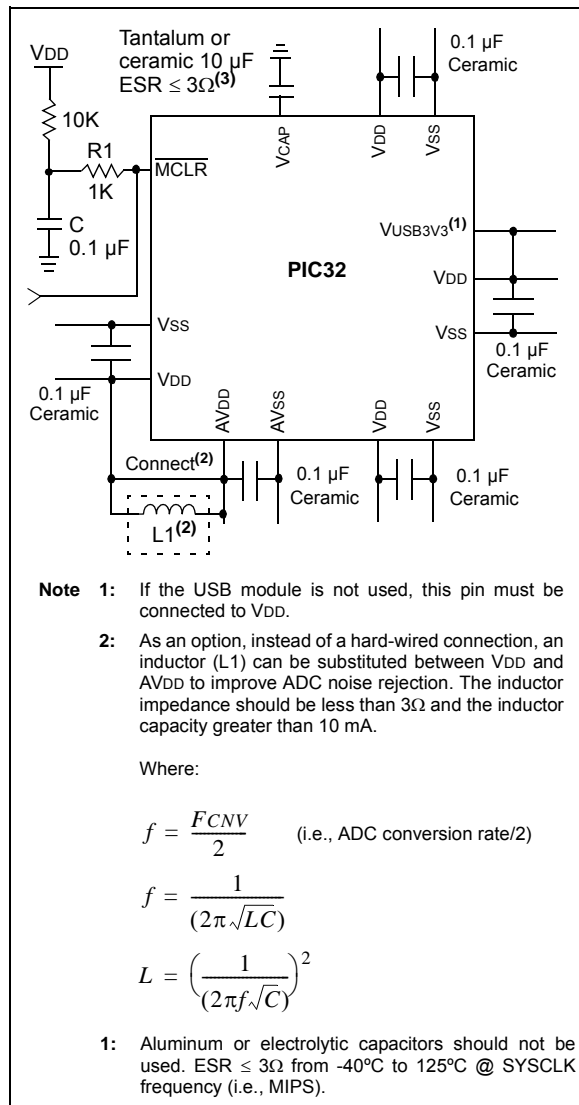 VDD
Tantalum or
ceramic 10 µF
ESR ≤ 3Ω(3)
0.1 µF
Ceramic
10K
R1
1K
MCLR
VCAP
VDD
VSS
C
0.1 µF
VUSB3V3(1)
PIC32
VDD
VSS
VSS
VDD
0.1 µF
Ceramic
0.1 µF
Ceramic
AVDD
AVSS
VDD
VSS
Connect(2)
0.1 µF
Ceramic
0.1 µF
Ceramic
L1(2)
Note 1: If the USB module is not used, this pin must be
connected to VDD.
2: As an option, instead of a hard-wired connection, an
inductor (L1) can be substituted between VDD and
AVDD to improve ADC noise rejection. The inductor
impedance should be less than 3Ω and the inductor
capacity greater than 10 mA.
Where:
f = FCNV / 2 (i.e., ADC conversion rate/2)
f = 1 / (2π√LC)
L = (1 / (2πf√C))²
1: Aluminum or electrolytic capacitors should not be
used. ESR ≤ 3Ω from -40ºC to 125ºC @ SYSCLK
frequency (i.e., MIPS).